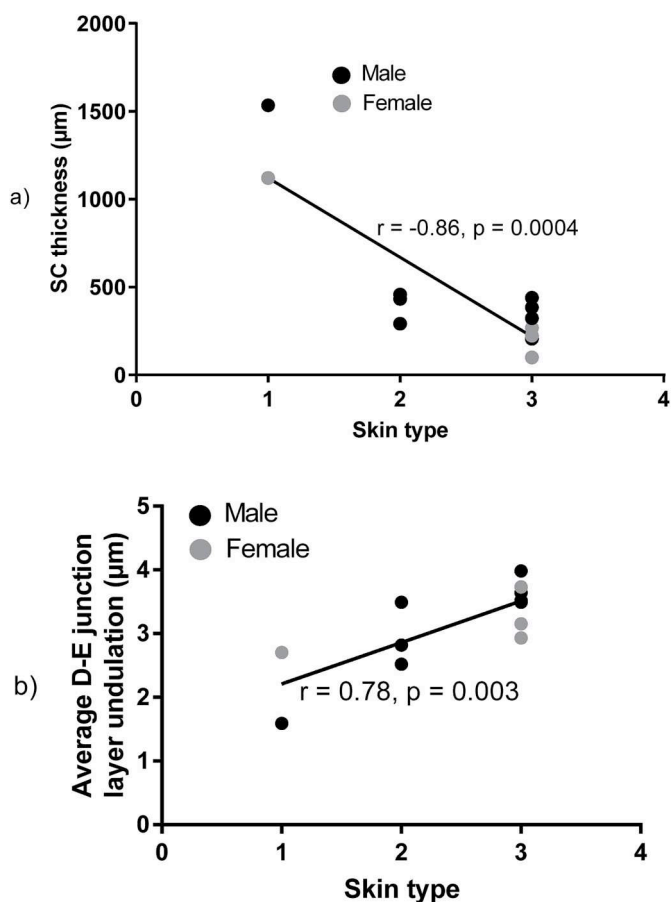 2000
Male
Female
1500
a)
SC thickness (μm)
1000
r = -0.86, p = 0.0004
500
0
0 1 2 3 4
Skin type
5
Male
Female
4
Average D-E junction
layer undulation (μm)
3
b)
r = 0.78, p = 0.003
2
1
0
0 1 2 3 4
Skin type